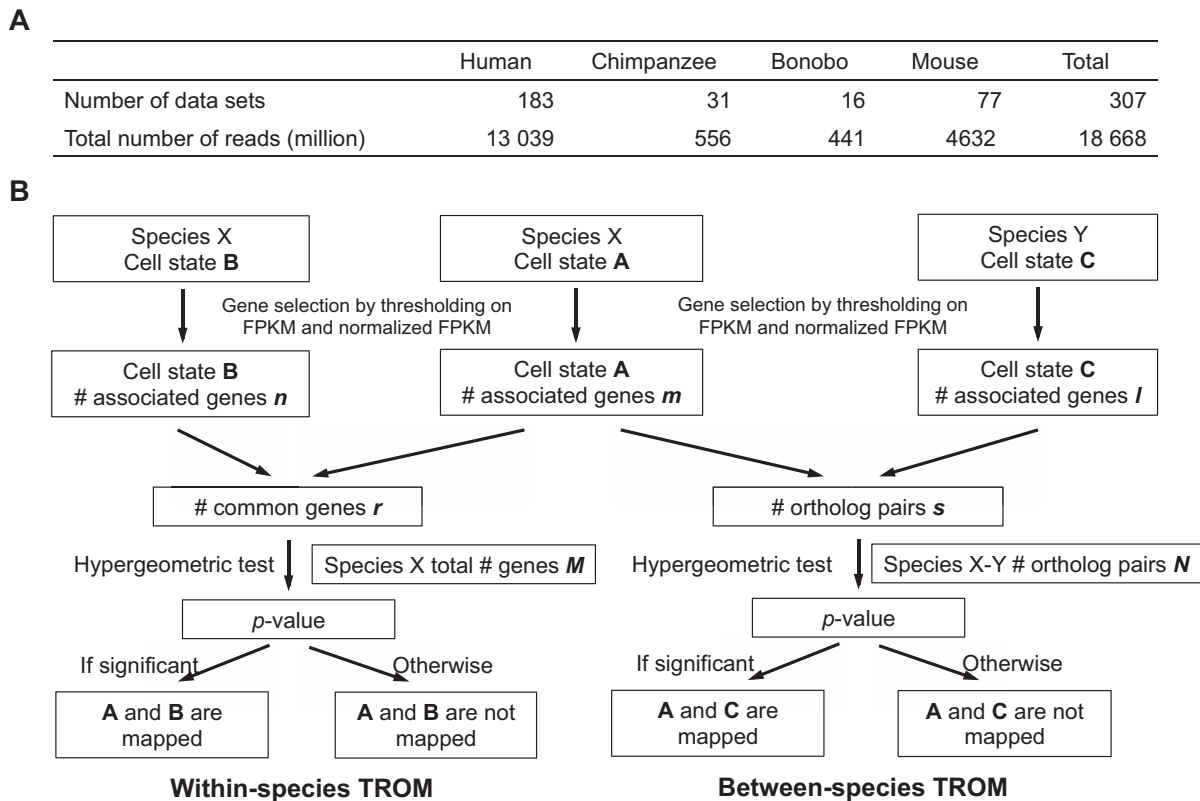 A
Human Chimpanzee Bonobo Mouse Total
Number of data sets 183 31 16 77 307
Total number of reads (million) 13 039 556 441 4632 18 668
B
Species X
Cell state B
Species X
Cell state A
Species Y
Cell state C
Gene selection by thresholding on
FPKM and normalized FPKM
Gene selection by thresholding on
FPKM and normalized FPKM
Cell state B
# associated genes n
Cell state A
# associated genes m
Cell state C
# associated genes l
# common genes r
# ortholog pairs s
Hypergeometric test
Species X total # genes M
Hypergeometric test
Species X-Y # ortholog pairs N
p-value
p-value
If significant
Otherwise
If significant
Otherwise
A and B are
mapped
A and B are not
mapped
A and C are
mapped
A and C are not
mapped
Within-species TROM
Between-species TROM